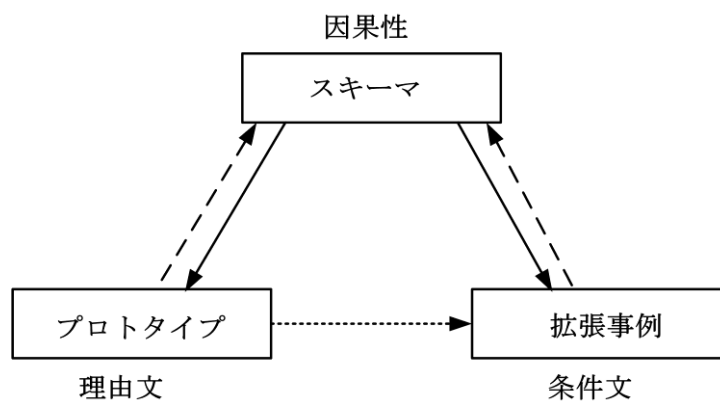 因果性
スキーマ
プロトタイプ
拡張事例
理由文
条件文